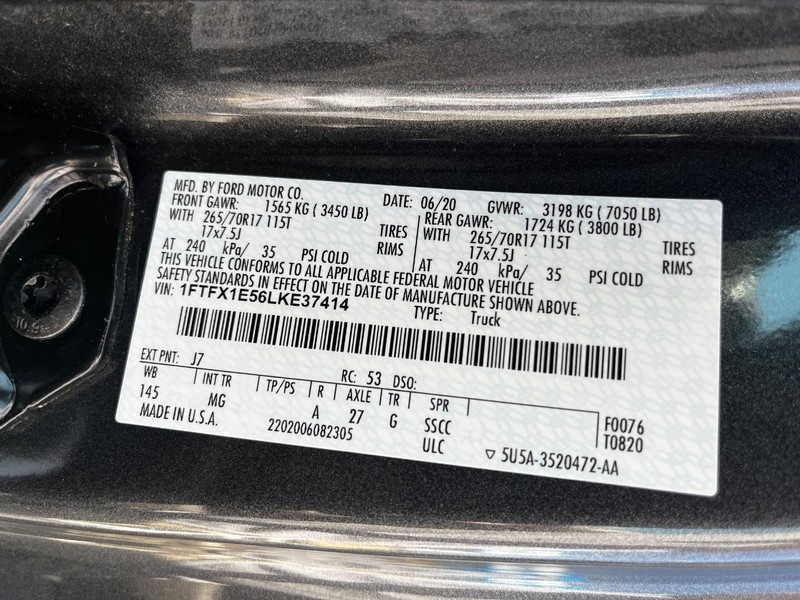 MFD. BY FORD MOTOR CO. DATE: 06/20 GVWR: 3198 KG ( 7050 LB)
FRONT GAWR: 1565 KG ( 3450 LB) REAR GAWR: 1724 KG ( 3800 LB)
WITH 265/70R17 115T TIRES WITH 265/70R17 115T TIRES
17x7.5J RIMS 17x7.5J RIMS
AT 240 kPa/ 35 PSI COLD AT 240 kPa/ 35 PSI COLD
THIS VEHICLE CONFORMS TO ALL APPLICABLE FEDERAL MOTOR VEHICLE
SAFETY STANDARDS IN EFFECT ON THE DATE OF MANUFACTURE SHOWN ABOVE.
VIN: 1FTFX1E56LKE37414 TYPE: Truck
EXT PNT: J7 RC: 53 DSO:
WB INT TR TP/PS R AXLE TR SPR F0076
145 MG A 27 G SSCC T0820
MADE IN U.S.A. 2202006082305 ULC ▽ 5U5A-3520472-AA